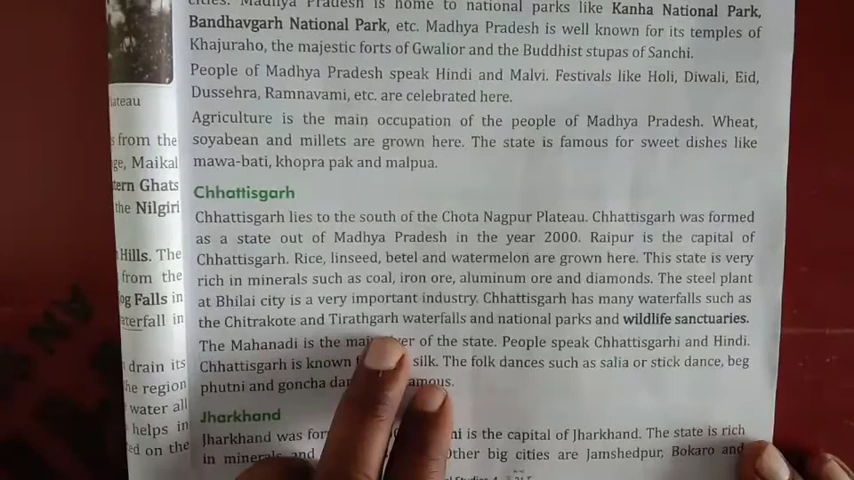 cities. Madhya Pradesh is home to national parks like Kanha National Park,
Bandhavgarh National Park, etc. Madhya Pradesh is well known for its temples of
Khajuraho, the majestic forts of Gwalior and the Buddhist stupas of Sanchi.
People of Madhya Pradesh speak Hindi and Malvi. Festivals like Holi, Diwali, Eid,
Dussehra, Ramnavami, etc. are celebrated here.
Agriculture is the main occupation of the people of Madhya Pradesh. Wheat,
soyabean and millets are grown here. The state is famous for sweet dishes like
mawa-bati, khopra pak and malpua.
Chhattisgarh
Chhattisgarh lies to the south of the Chota Nagpur Plateau. Chhattisgarh was formed
as a state out of Madhya Pradesh in the year 2000. Raipur is the capital of
Chhattisgarh. Rice, linseed, betel and watermelon are grown here. This state is very
rich in minerals such as coal, iron ore, aluminum ore and diamonds. The steel plant
at Bhilai city is a very important industry. Chhattisgarh has many waterfalls such as
the Chitrakote and Tirathgarh waterfalls and national parks and wildlife sanctuaries.
The Mahanadi is the of the state. People speak Chhattisgarhi and Hindi.
Chhattisgarh is known silk. The folk dances such as salia or stick dance, beg
phutni and goncha
Jharkhand
Jharkhand was is the capital of Jharkhand. The state is rich
in minerals and Other big cities are Jamshedpur, Bokaro and
lateau
from the
Maikal
Ghats
the Nilgiri
Hills. The
from the
Falls in
in
drain its
region
water all
helps in
on the